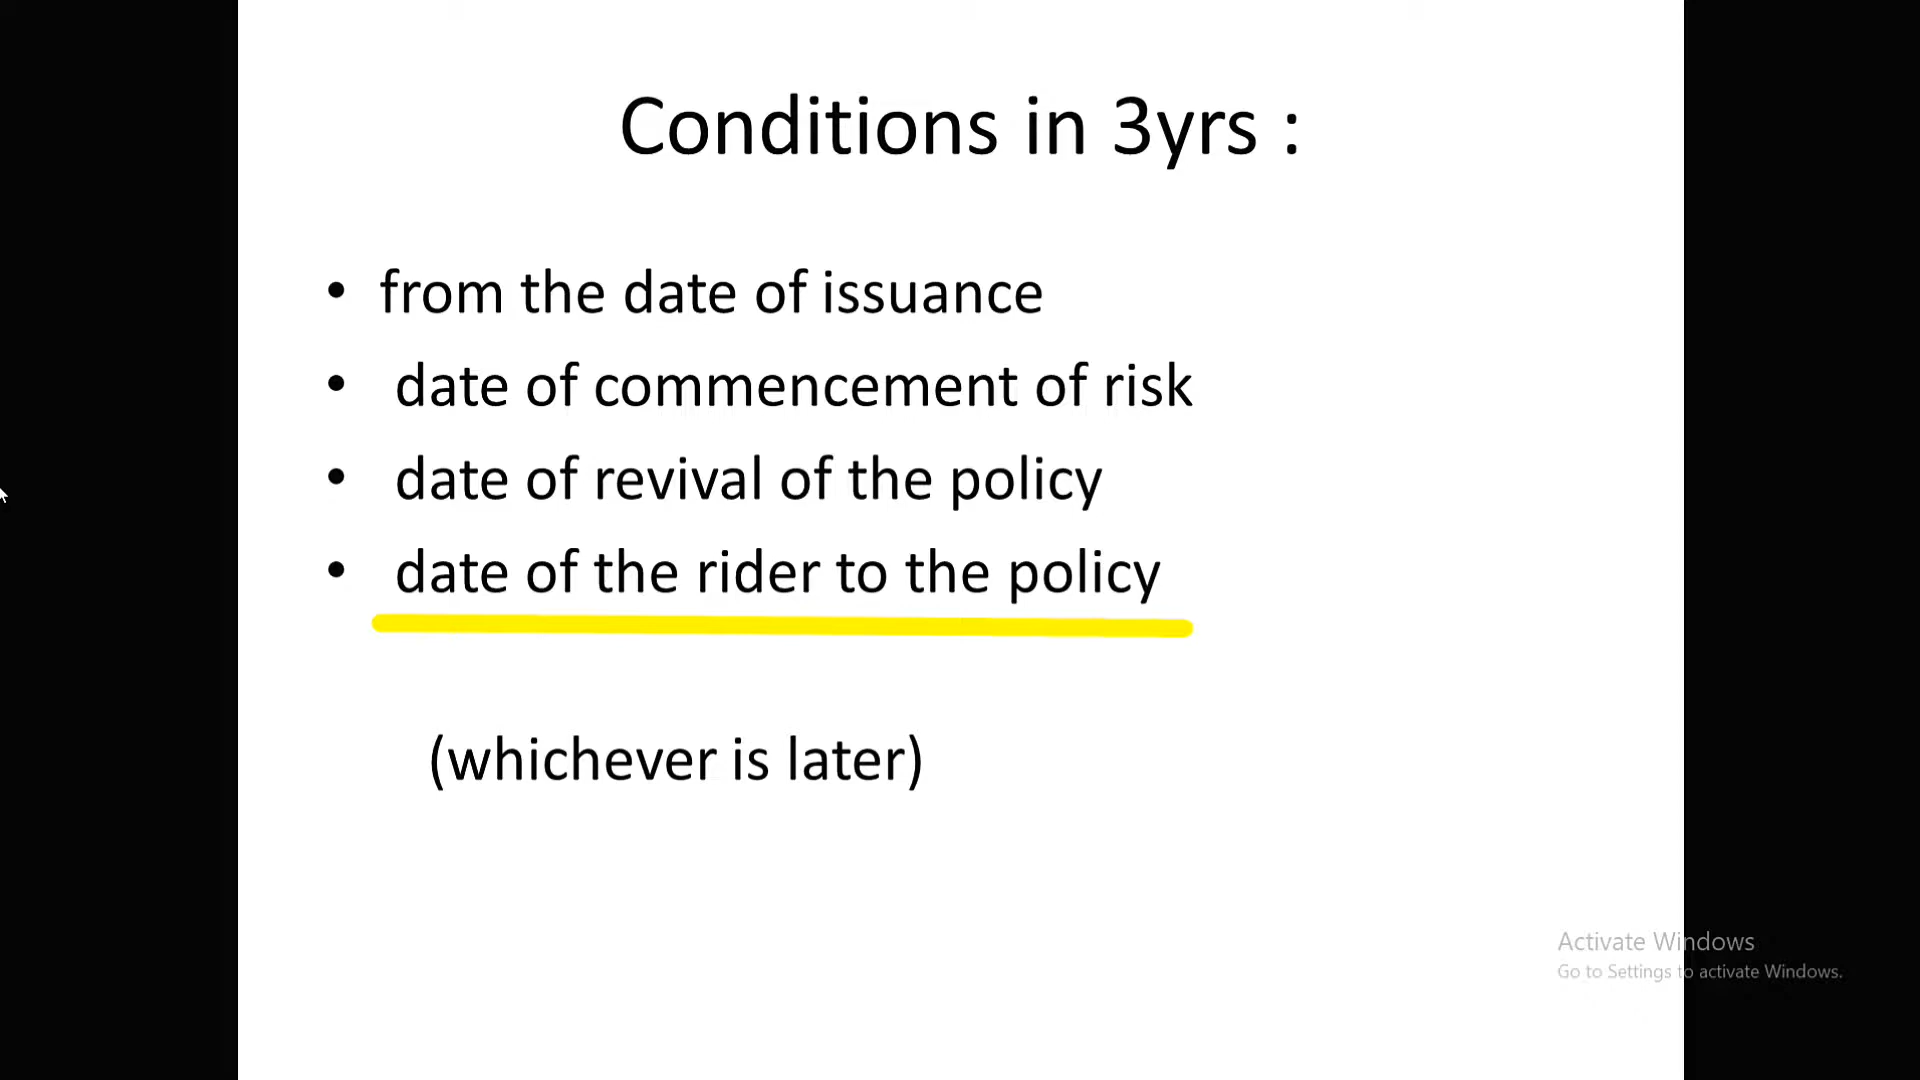 Conditions in 3yrs :
• from the date of issuance
• date of commencement of risk
• date of revival of the policy
• date of the rider to the policy
(whichever is later)
Activate Windows
Go to Settings to activate Windows.